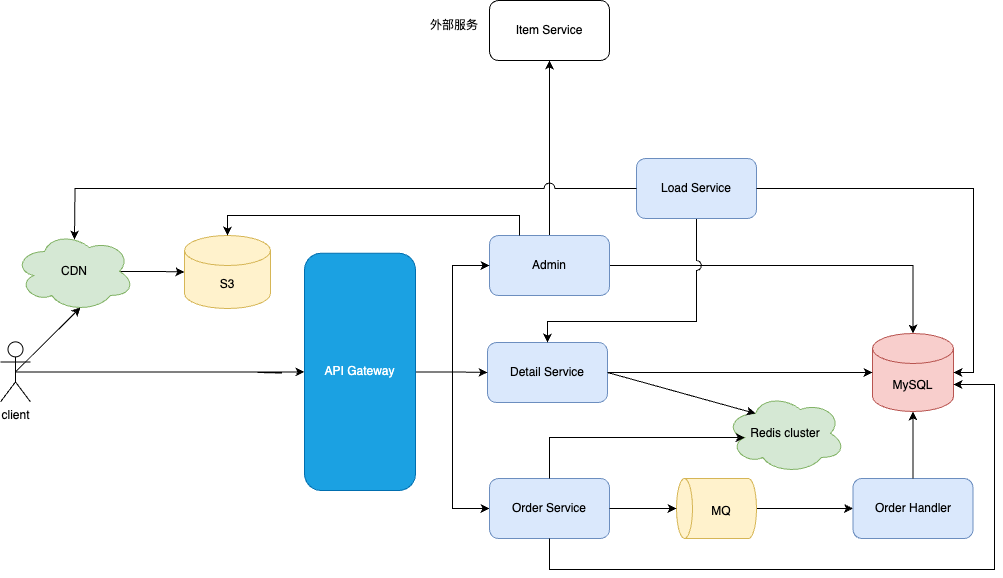 外部服务
Item Service
Load Service
CDN
S3
Admin
API Gateway
Detail Service
MySQL
client
Redis cluster
Order Service
MQ
Order Handler